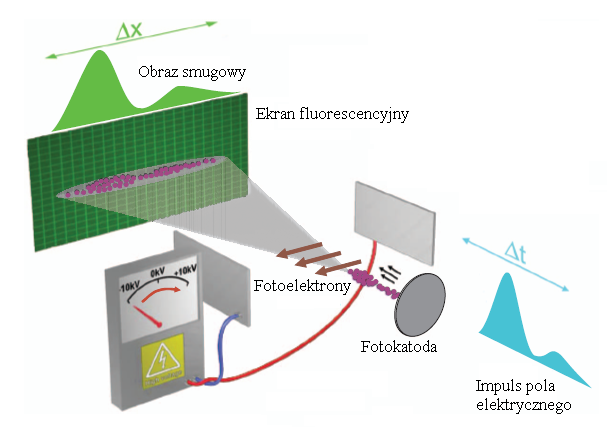 Δx
Obraz smugowy
Ekran fluorescencyjny
-10kV 0kV +10kV
Fotoelektrony
Δt
Fotokatoda
Impuls pola
elektrycznego